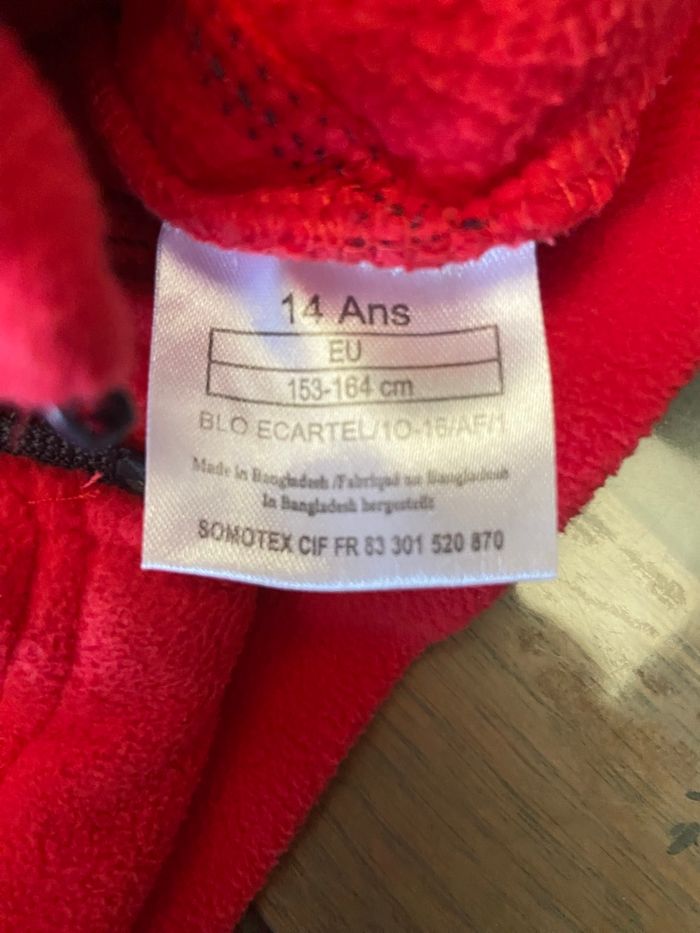 14 Ans
EU
153-164 cm
BLO ECARTEL/1O-16/AF/1
Made in Bangladesh /Fabriqué au Bangladesh
In Bangladesh hergestellt
SOMOTEX CIF FR 83 301 520 870